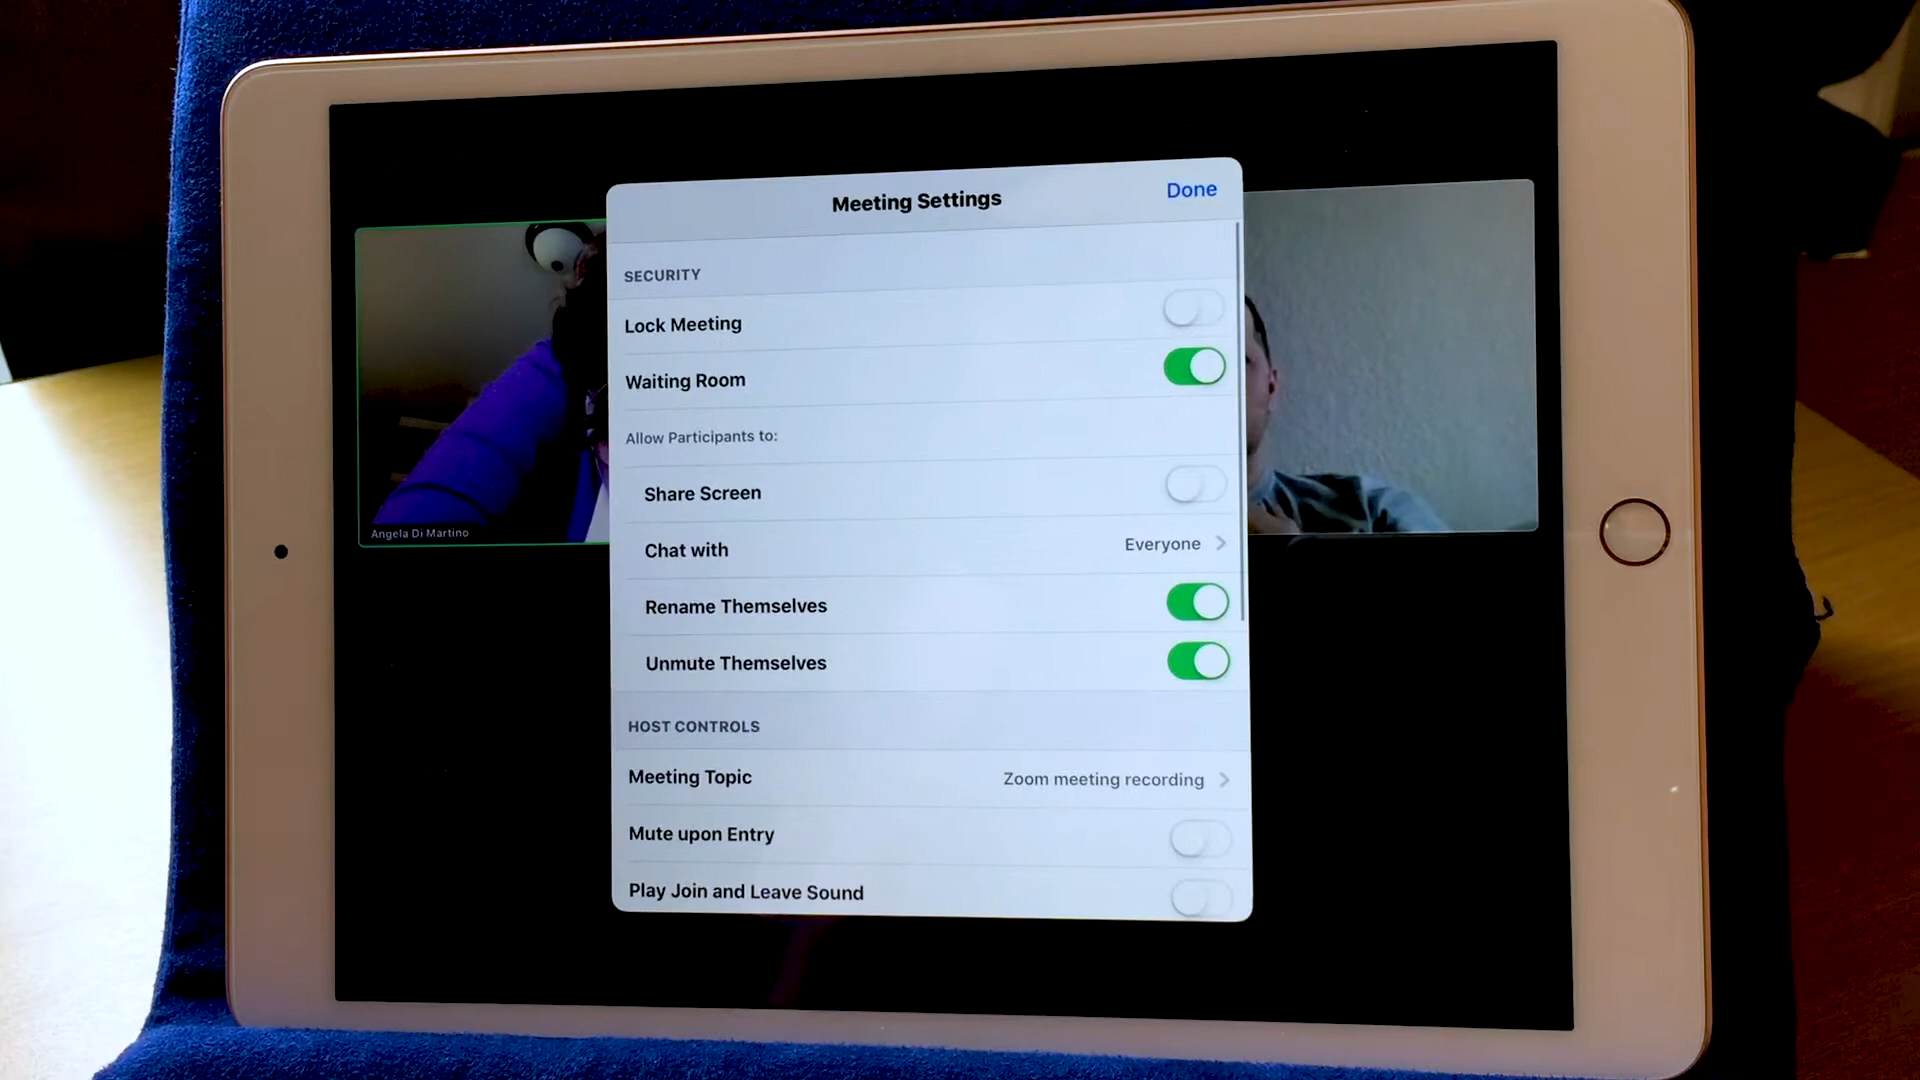 Meeting Settings
Done
SECURITY
Lock Meeting
Waiting Room
Allow Participants to:
Share Screen
Chat with
Everyone
Rename Themselves
Unmute Themselves
HOST CONTROLS
Meeting Topic
Zoom meeting recording
Mute upon Entry
Play Join and Leave Sound
Angela Di Martino